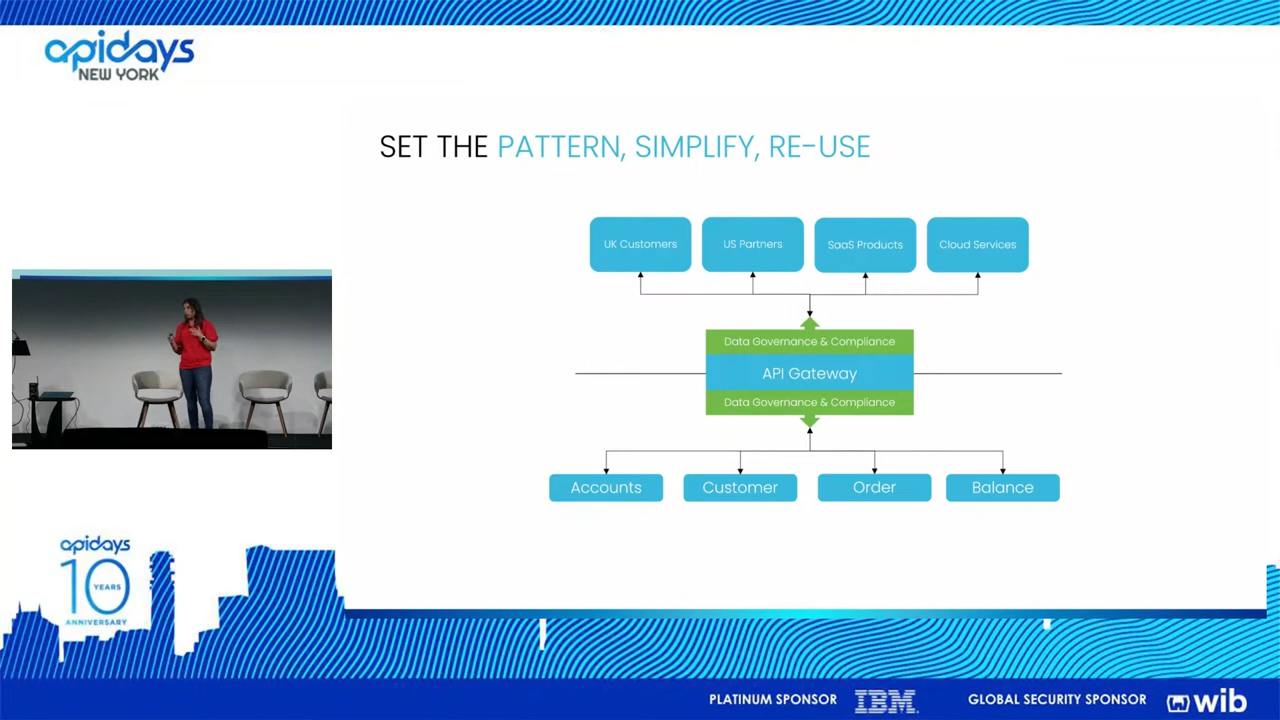 apidays
NEW YORK
SET THE PATTERN, SIMPLIFY, RE-USE
UK Customers
US Partners
SaaS Products
Cloud Services
Data Governance & Compliance
API Gateway
Data Governance & Compliance
Accounts
Customer
Order
Balance
apidays
10
YEARS
ANNIVERSARY
PLATINUM SPONSOR IBM GLOBAL SECURITY SPONSOR wib